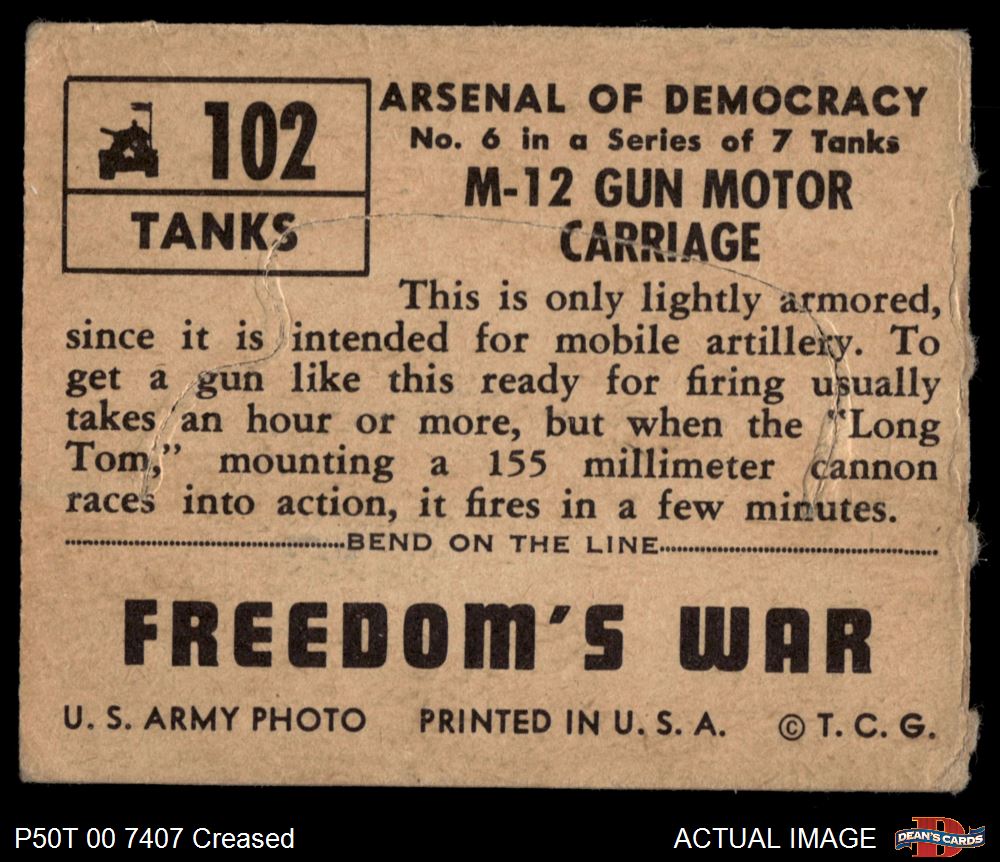 102
TANKS
ARSENAL OF DEMOCRACY
No. 6 in a Series of 7 Tanks
M-12 GUN MOTOR
CARRIAGE
This is only lightly armored,
since it is intended for mobile artillery. To
get a gun like this ready for firing usually
takes an hour or more, but when the "Long
Tom," mounting a 155 millimeter cannon
races into action, it fires in a few minutes.
BEND ON THE LINE
FREEDOM'S WAR
U. S. ARMY PHOTO PRINTED IN U. S. A. © T. C. G.
P50T 00 7407 Creased ACTUAL IMAGE DEAN'S CARDS